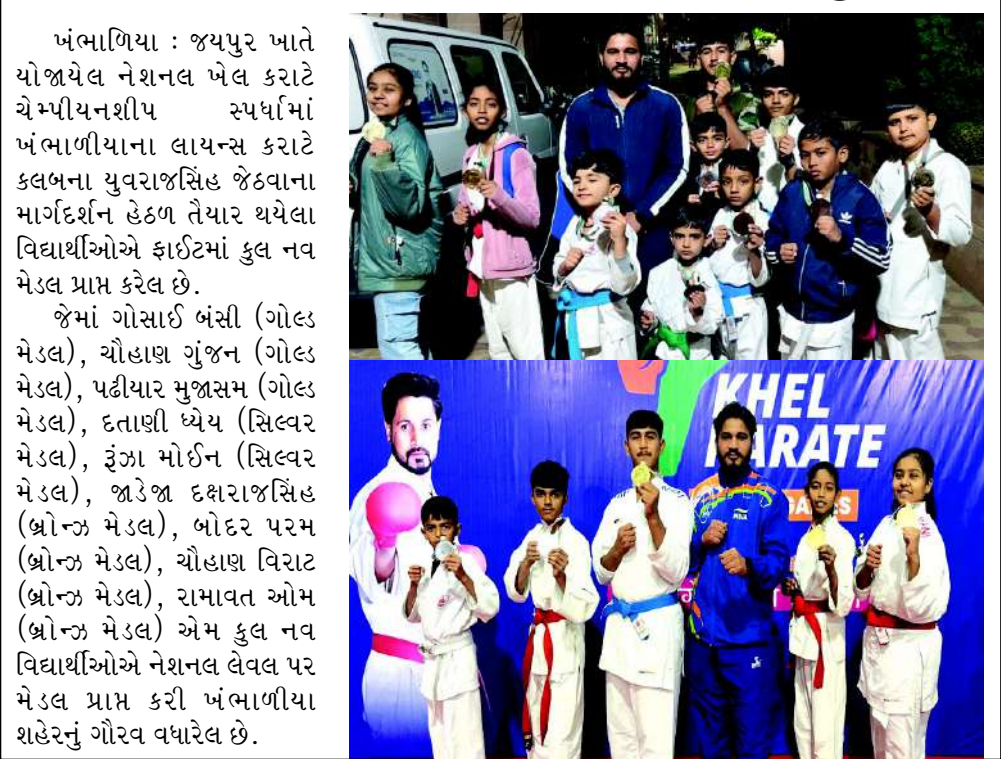 ખંભાળિયા : જયપુર ખાતે
યોજાયેલ નેશનલ ખેલ કરાટે
ચેમ્પીયનશીપ સ્પર્ધામાં
ખંભાળીયાના લાયન્સ કરાટે
કલબના યુવરાજસિંહ જેઠવાના
માર્ગદર્શન હેઠળ તૈયાર થયેલા
વિદ્યાર્થીઓએ ફાઈટમાં કુલ નવ
મેડલ પ્રાપ્ત કરેલ છે.
જેમાં ગોસાઈ બંસી (ગોલ્ડ
મેડલ), ચૌહાણ ગુંજન (ગોલ્ડ
મેડલ), પઢીયાર મુજાસમ (ગોલ્ડ
મેડલ), દતાણી ધ્યેય (સિલ્વર
મેડલ), રૂંઝા મોઈન (સિલ્વર
મેડલ), જાડેજા દક્ષરાજસિંહ
(બ્રોન્ઝ મેડલ), બોદર પરમ
(બ્રોન્ઝ મેડલ), ચૌહાણ વિરાટ
(બ્રોન્ઝ મેડલ), રામાવત ઓમ
(બ્રોન્ઝ મેડલ) એમ કુલ નવ
વિદ્યાર્થીઓએ નેશનલ લેવલ પર
મેડલ પ્રાપ્ત કરી ખંભાળીયા
શહેરનું ગૌરવ વધારેલ છે.
KHEL
KARATE
GAMES
INDIA